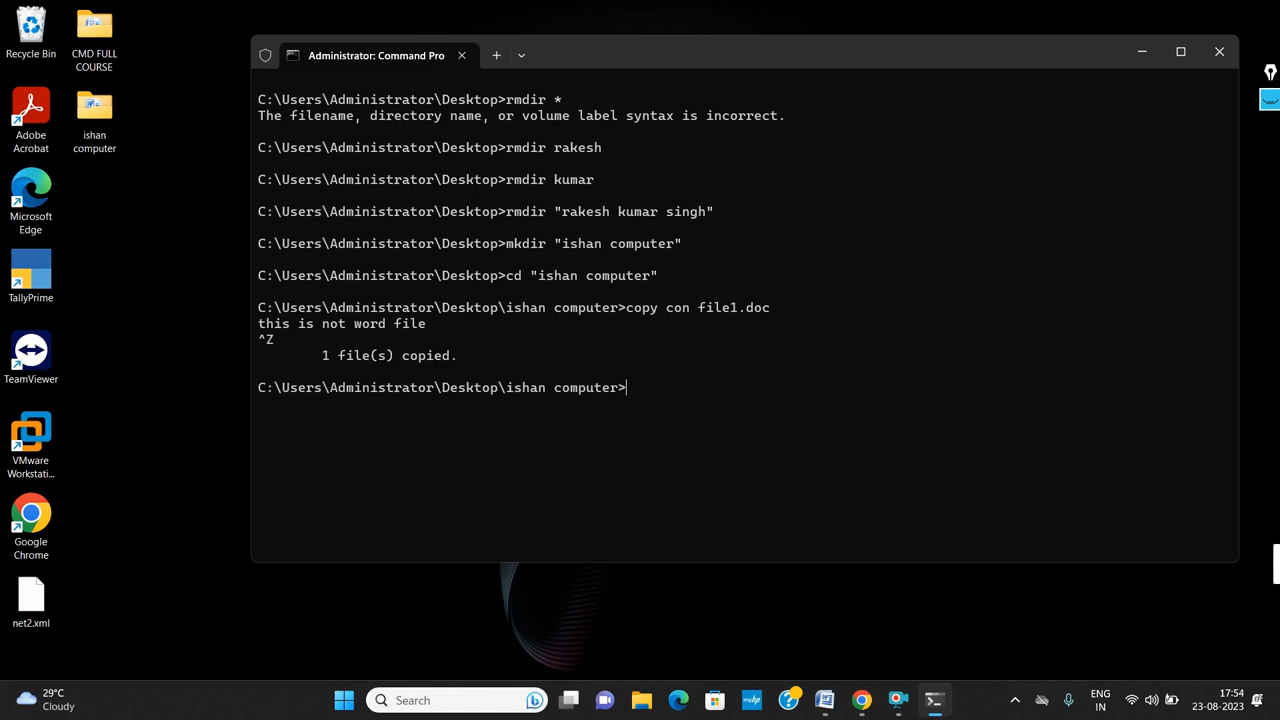 Recycle Bin
CMD FULL
COURSE
Adobe
Acrobat
ishan
computer
Microsoft
Edge
TallyPrime
TeamViewer
VMware
Workstati...
Google
Chrome
net2.xml
Administrator: Command Pro
C:\Users\Administrator\Desktop>rmdir *
The filename, directory name, or volume label syntax is incorrect.
C:\Users\Administrator\Desktop>rmdir rakesh
C:\Users\Administrator\Desktop>rmdir kumar
C:\Users\Administrator\Desktop>rmdir "rakesh kumar singh"
C:\Users\Administrator\Desktop>mkdir "ishan computer"
C:\Users\Administrator\Desktop>cd "ishan computer"
C:\Users\Administrator\Desktop\ishan computer>copy con file1.doc
this is not word file
^Z
1 file(s) copied.
C:\Users\Administrator\Desktop\ishan computer>
29°C
Cloudy
Search
ENG
IN
17:54
23-08-2023